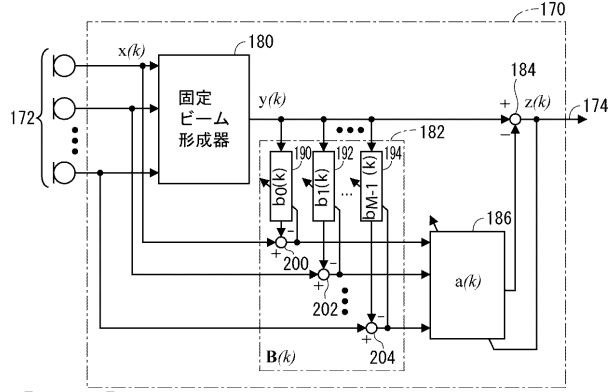 170
180
x(k)
固定
ビーム
形成器
172
y(k)
184
+
−
z(k)
174
182
b0(k)
190
b1(k)
192
...
bM-1 (k)
194
−
+
200
−
+
202
−
+
204
B(k)
186
a(k)